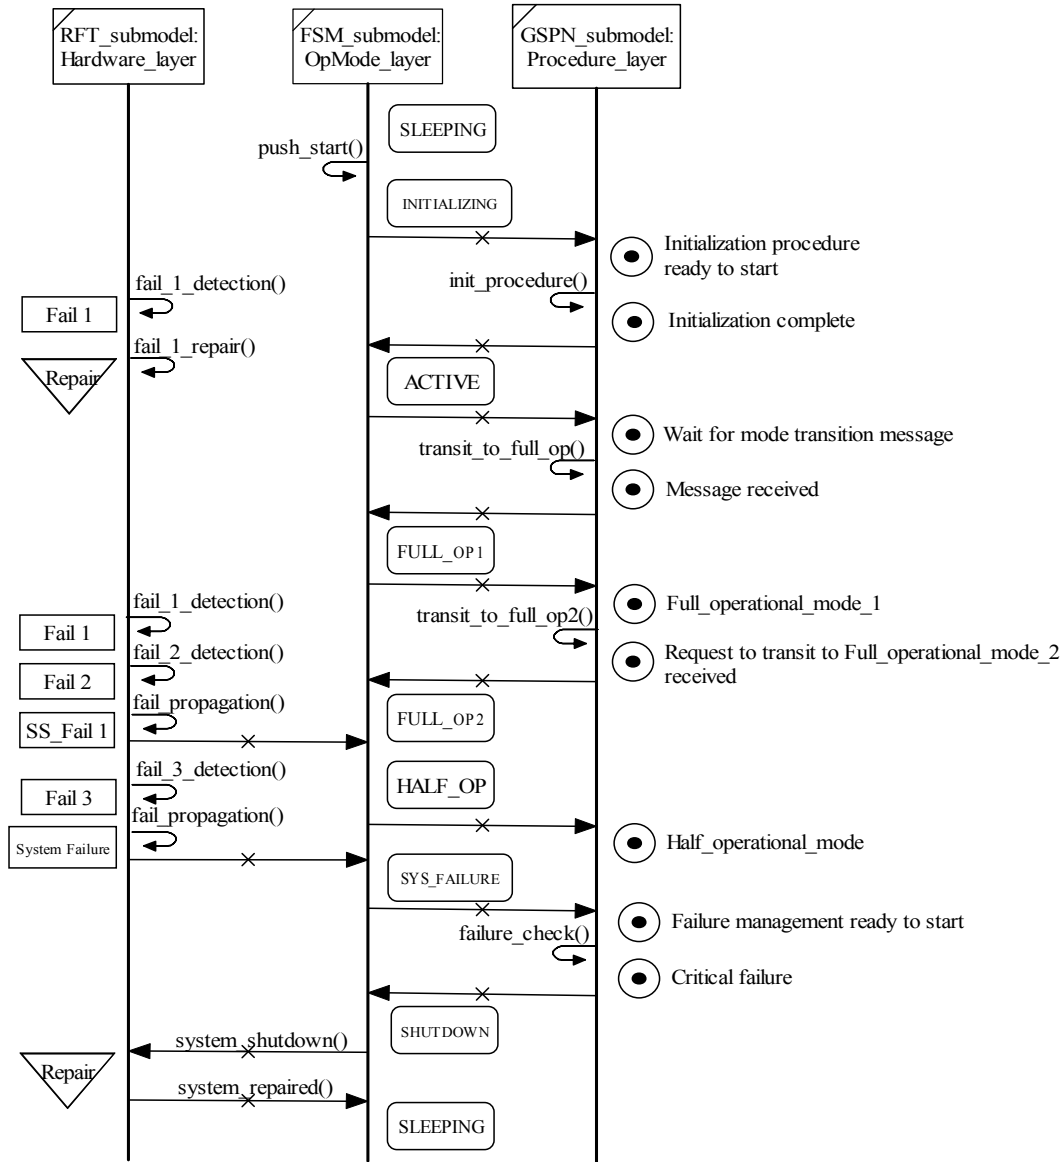 RFT_submodel:
Hardware_layer
FSM_submodel:
OpMode_layer
GSPN_submodel:
Procedure_layer
SLEEPING
push_start()
INITIALIZING
Initialization procedure
ready to start
fail_1_detection()
init_procedure()
Fail 1
Initialization complete
fail_1_repair()
Repair
ACTIVE
Wait for mode transition message
transit_to_full_op()
Message received
FULL_OP1
fail_1_detection()
Full_operational_mode_1
transit_to_full_op2()
Fail 1
fail_2_detection()
Request to transit to Full_operational_mode_2
received
Fail 2
fail_propagation()
FULL_OP2
SS_Fail 1
fail_3_detection()
HALF_OP
Fail 3
fail_propagation()
System Failure
Half_operational_mode
SYS_FAILURE
Failure management ready to start
failure_check()
Critical failure
SHUTDOWN
system_shutdown()
Repair
system_repaired()
SLEEPING